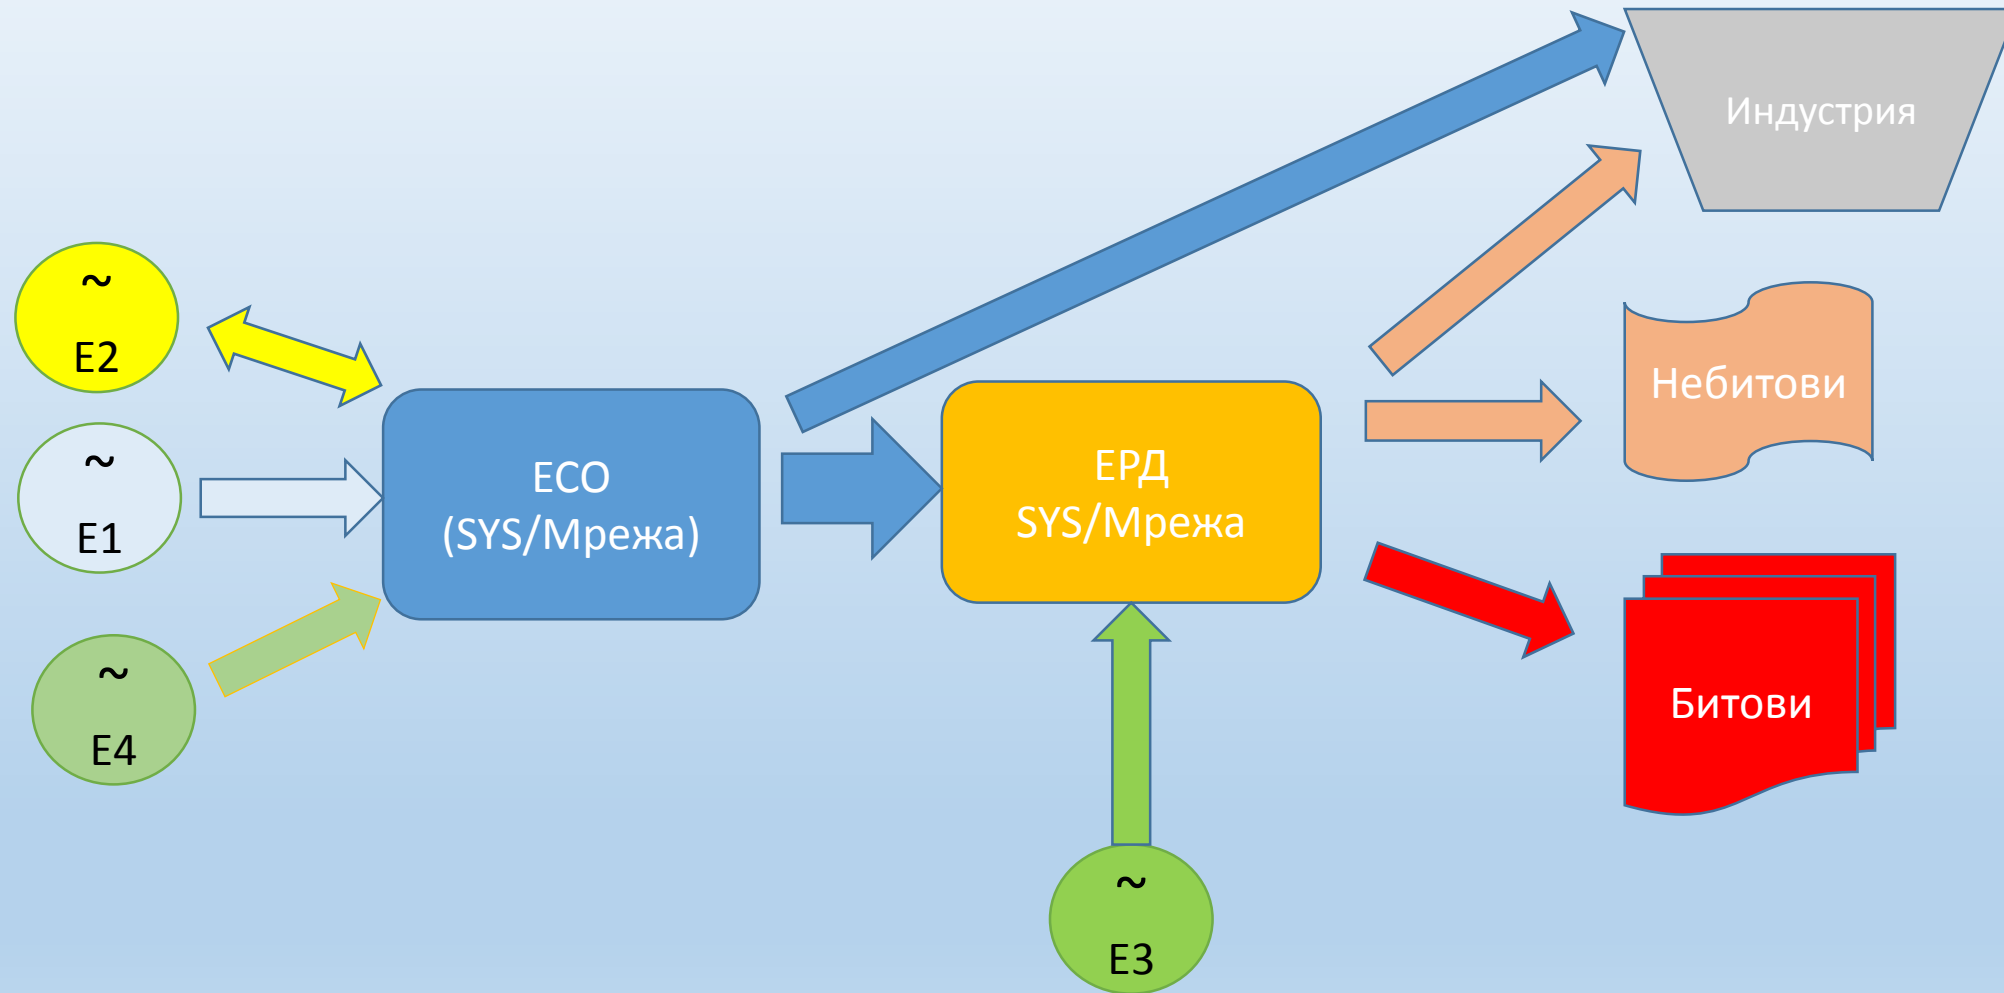 Индустрия
~
E2
Небитови
~
E1
ЕСО
(SYS/Мрежа)
ЕРД
SYS/Мрежа
~
E4
Битови
~
E3